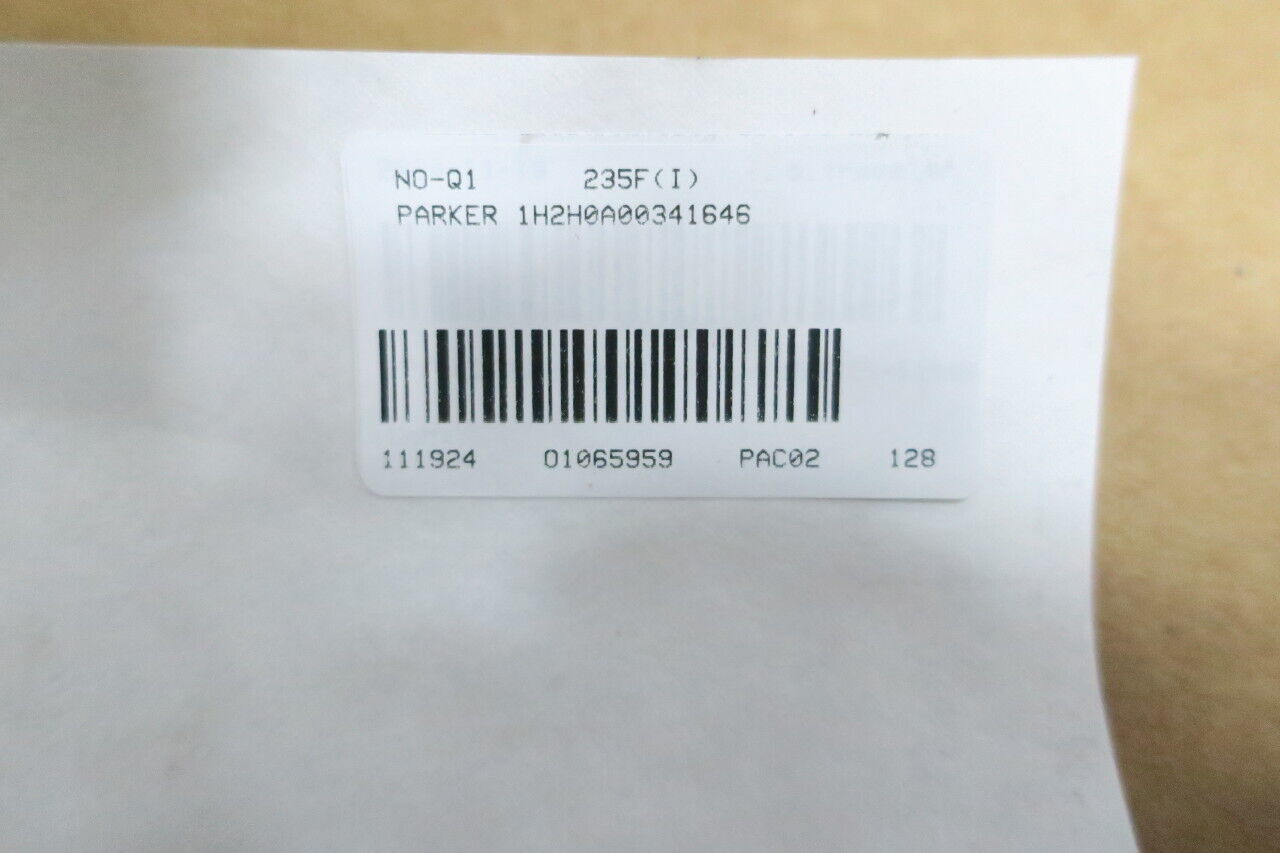 NO-Q1 235F(I)
PARKER 1H2H0A00341646
111924 01065959 PAC02 128